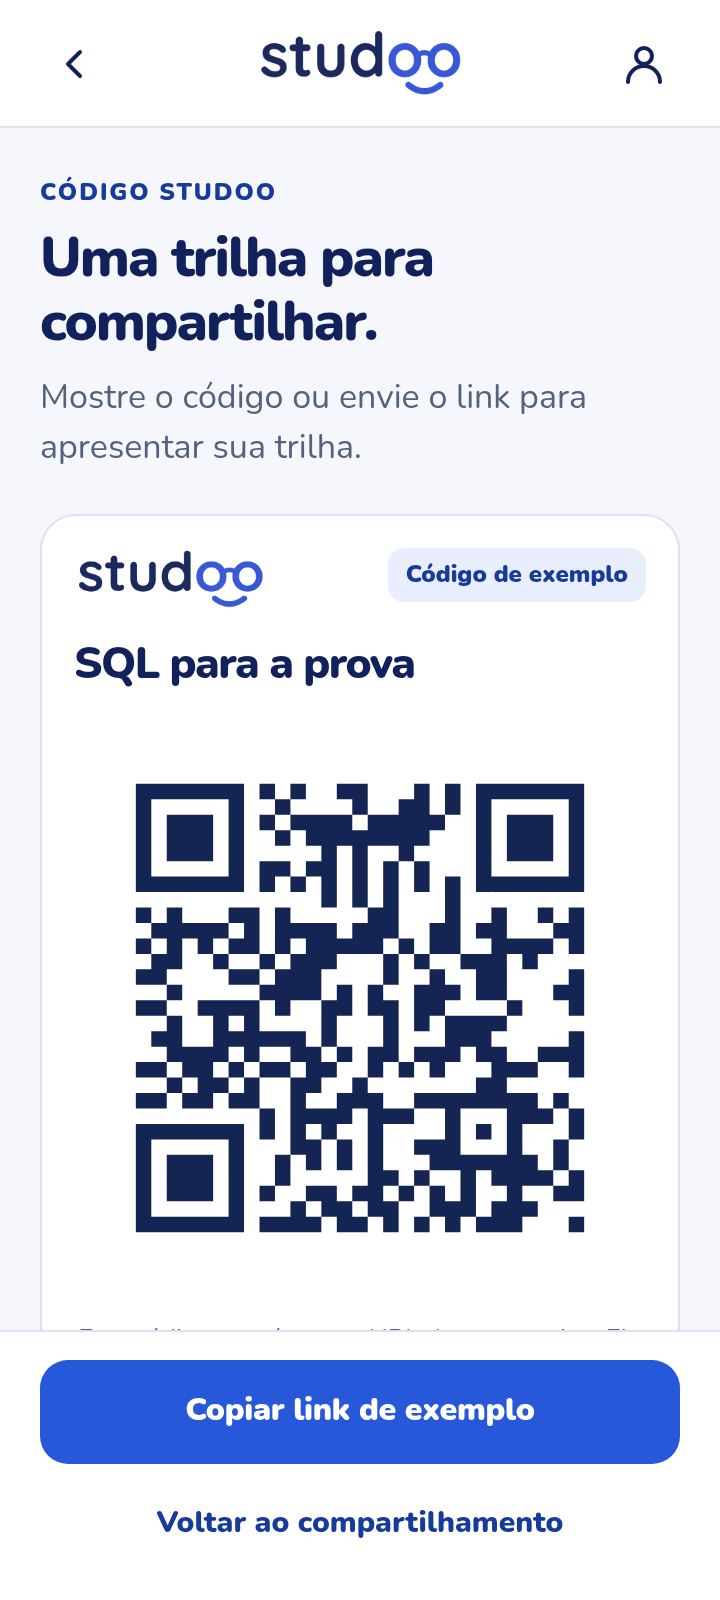 studoo
CÓDIGO STUDOO
Uma trilha para
compartilhar.
Mostre o código ou envie o link para
apresentar sua trilha.
studoo
Código de exemplo
SQL para a prova
Copiar link de exemplo
Voltar ao compartilhamento